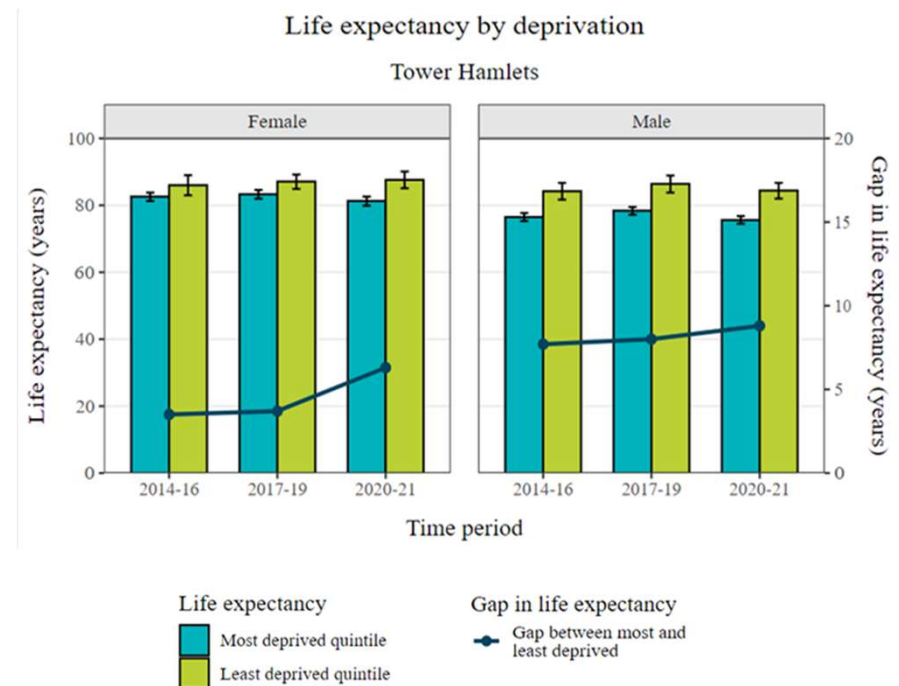 Life expectancy by deprivation
Tower Hamlets
Female
Male
Life expectancy (years)
100
80
60
40
20
0
20
15
10
5
0
Gap in life expectancy (years)
2014-16 2017-19 2020-21
2014-16 2017-19 2020-21
Time period
Life expectancy
Most deprived quintile
Least deprived quintile
Gap in life expectancy
Gap between most and
least deprived